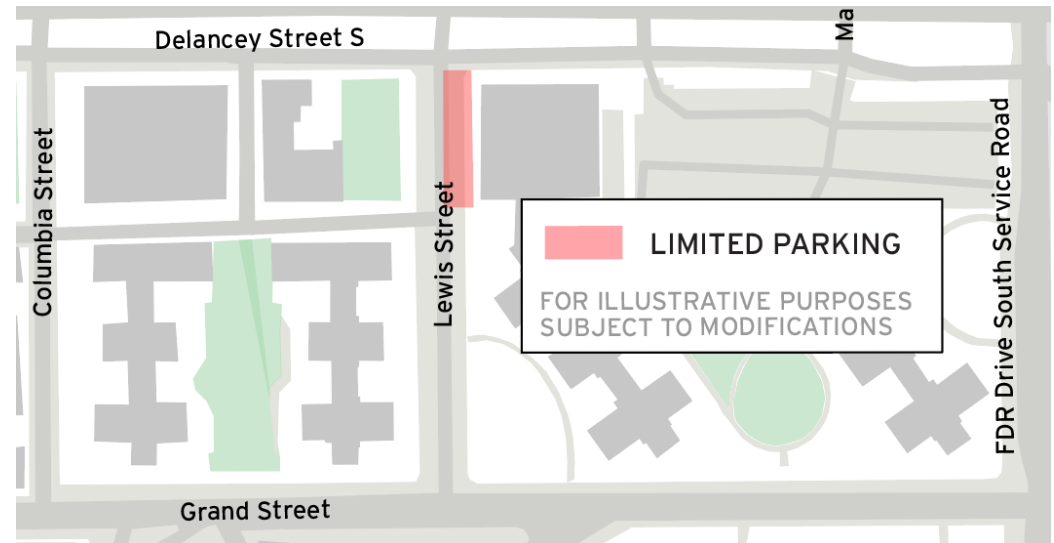 Delancey Street S
Ma
Columbia Street
Lewis Street
FDR Drive South Service Road
LIMITED PARKING
FOR ILLUSTRATIVE PURPOSES
SUBJECT TO MODIFICATIONS
Grand Street